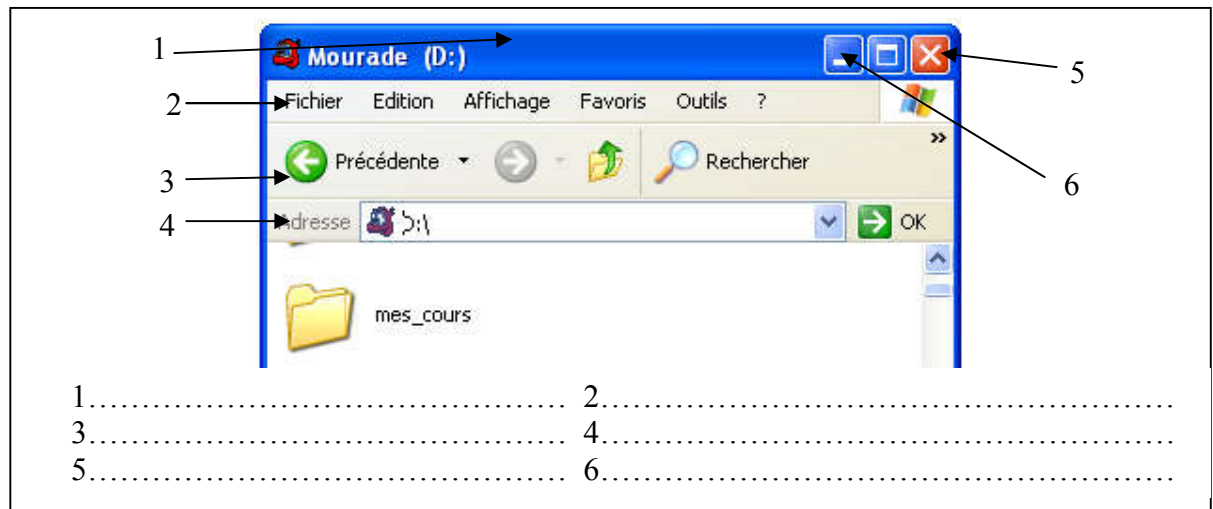 1
Mourade (D:)
5
2
Fichier Edition Affichage Favoris Outils ?
3
Précédente
Rechercher
»
6
4
Adresse
OK
mes_cours
1………………………………………… 2…………………………………………………
3………………………………………… 4…………………………………………………
5………………………………………… 6…………………………………………………